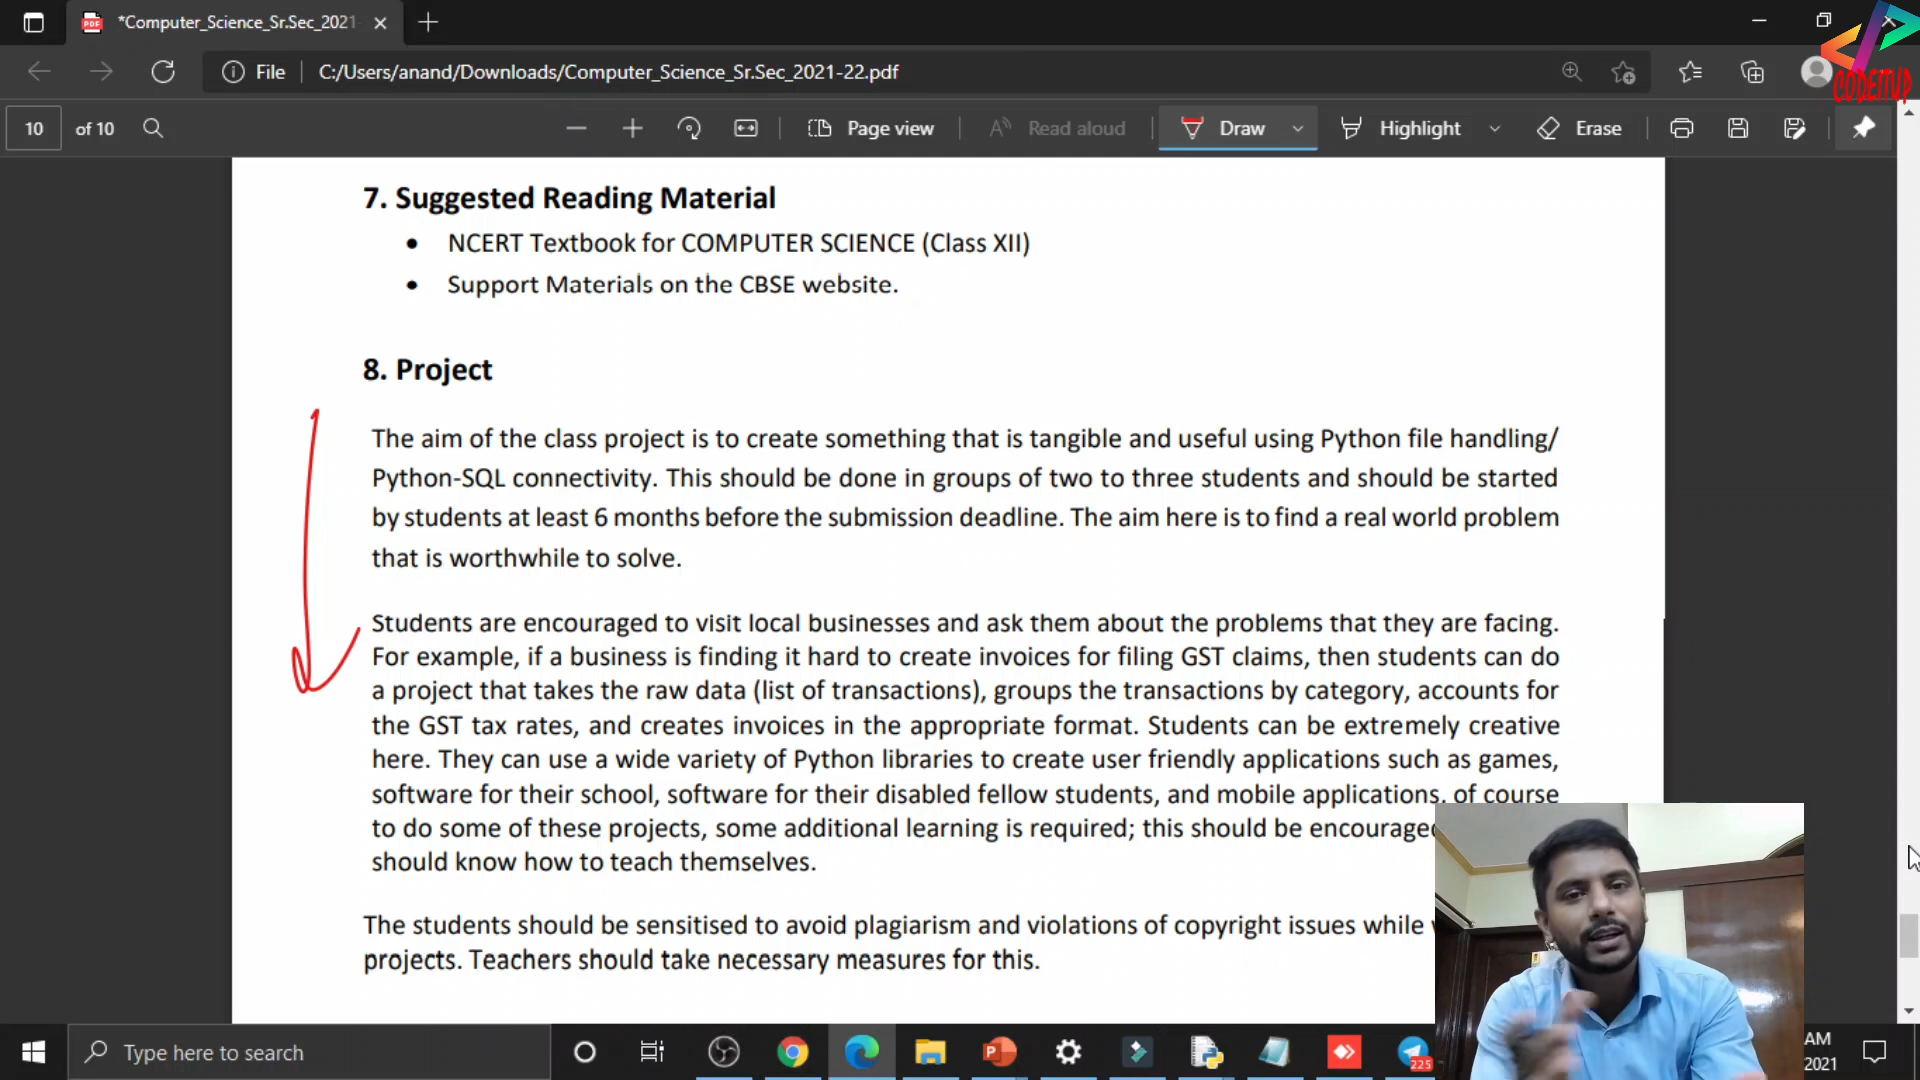 *Computer_Science_Sr.Sec_2021
File
C:/Users/anand/Downloads/Computer_Science_Sr.Sec_2021-22.pdf
CODEITUP
10 of 10
Page view
Read aloud
Draw
Highlight
Erase
7. Suggested Reading Material
• NCERT Textbook for COMPUTER SCIENCE (Class XII)
• Support Materials on the CBSE website.
8. Project
The aim of the class project is to create something that is tangible and useful using Python file handling/
Python-SQL connectivity. This should be done in groups of two to three students and should be started
by students at least 6 months before the submission deadline. The aim here is to find a real world problem
that is worthwhile to solve.
Students are encouraged to visit local businesses and ask them about the problems that they are facing.
For example, if a business is finding it hard to create invoices for filing GST claims, then students can do
a project that takes the raw data (list of transactions), groups the transactions by category, accounts for
the GST tax rates, and creates invoices in the appropriate format. Students can be extremely creative
here. They can use a wide variety of Python libraries to create user friendly applications such as games,
software for their school, software for their disabled fellow students, and mobile applications, of course
to do some of these projects, some additional learning is required; this should be encouraged
should know how to teach themselves.
The students should be sensitised to avoid plagiarism and violations of copyright issues while
projects. Teachers should take necessary measures for this.
Type here to search
225
AM
2021